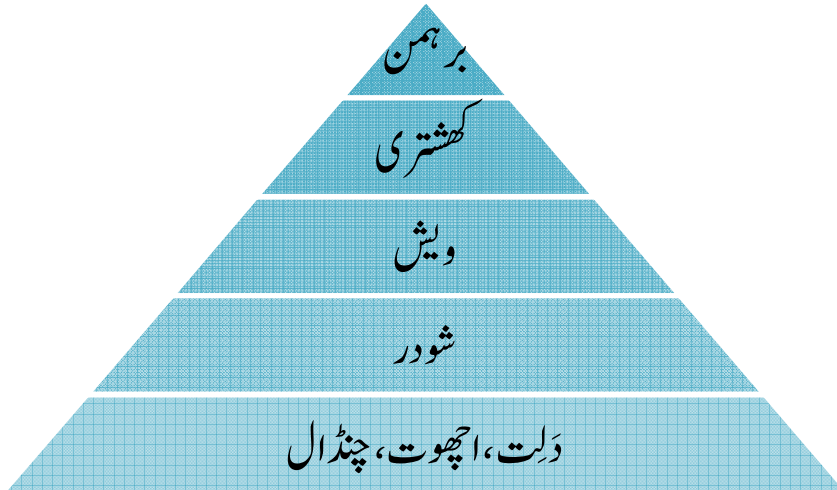 برہمن
کھشتری
ویش
شودر
دَلِت، اچھوت، چنڈال